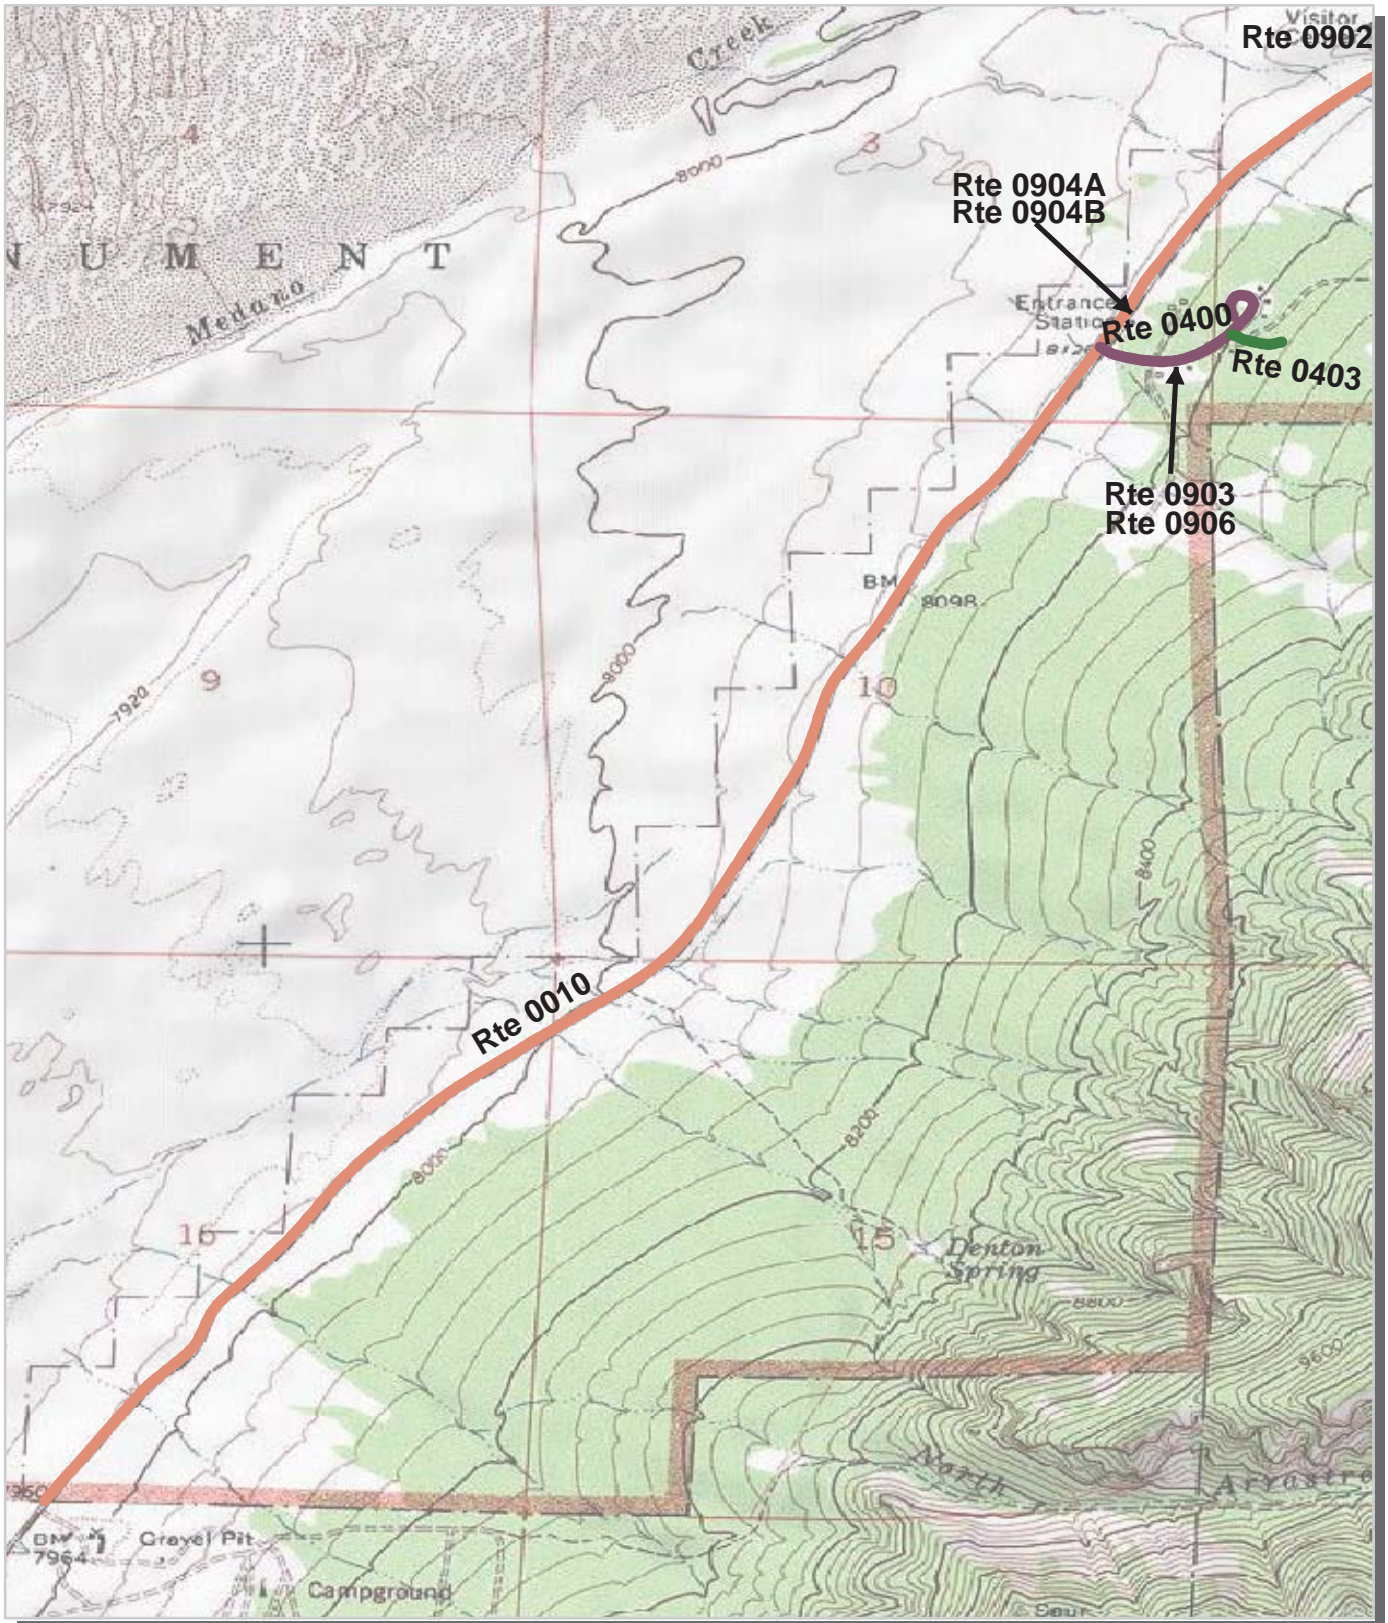 Visitor
Rte 0902
Creek
4
3
8000
Rte 0904A
Rte 0904B
NUMENT
Medano
Entrance
Station
Rte 0400
Rte 0403
Rte 0903
Rte 0906
BM
8098
9
7920
8000
10
8400
Rte 0010
8200
8000
16
15
Denton
Spring
8800
9600
North
Arrastre
7960
BM
7964
Gravel Pit
Campground